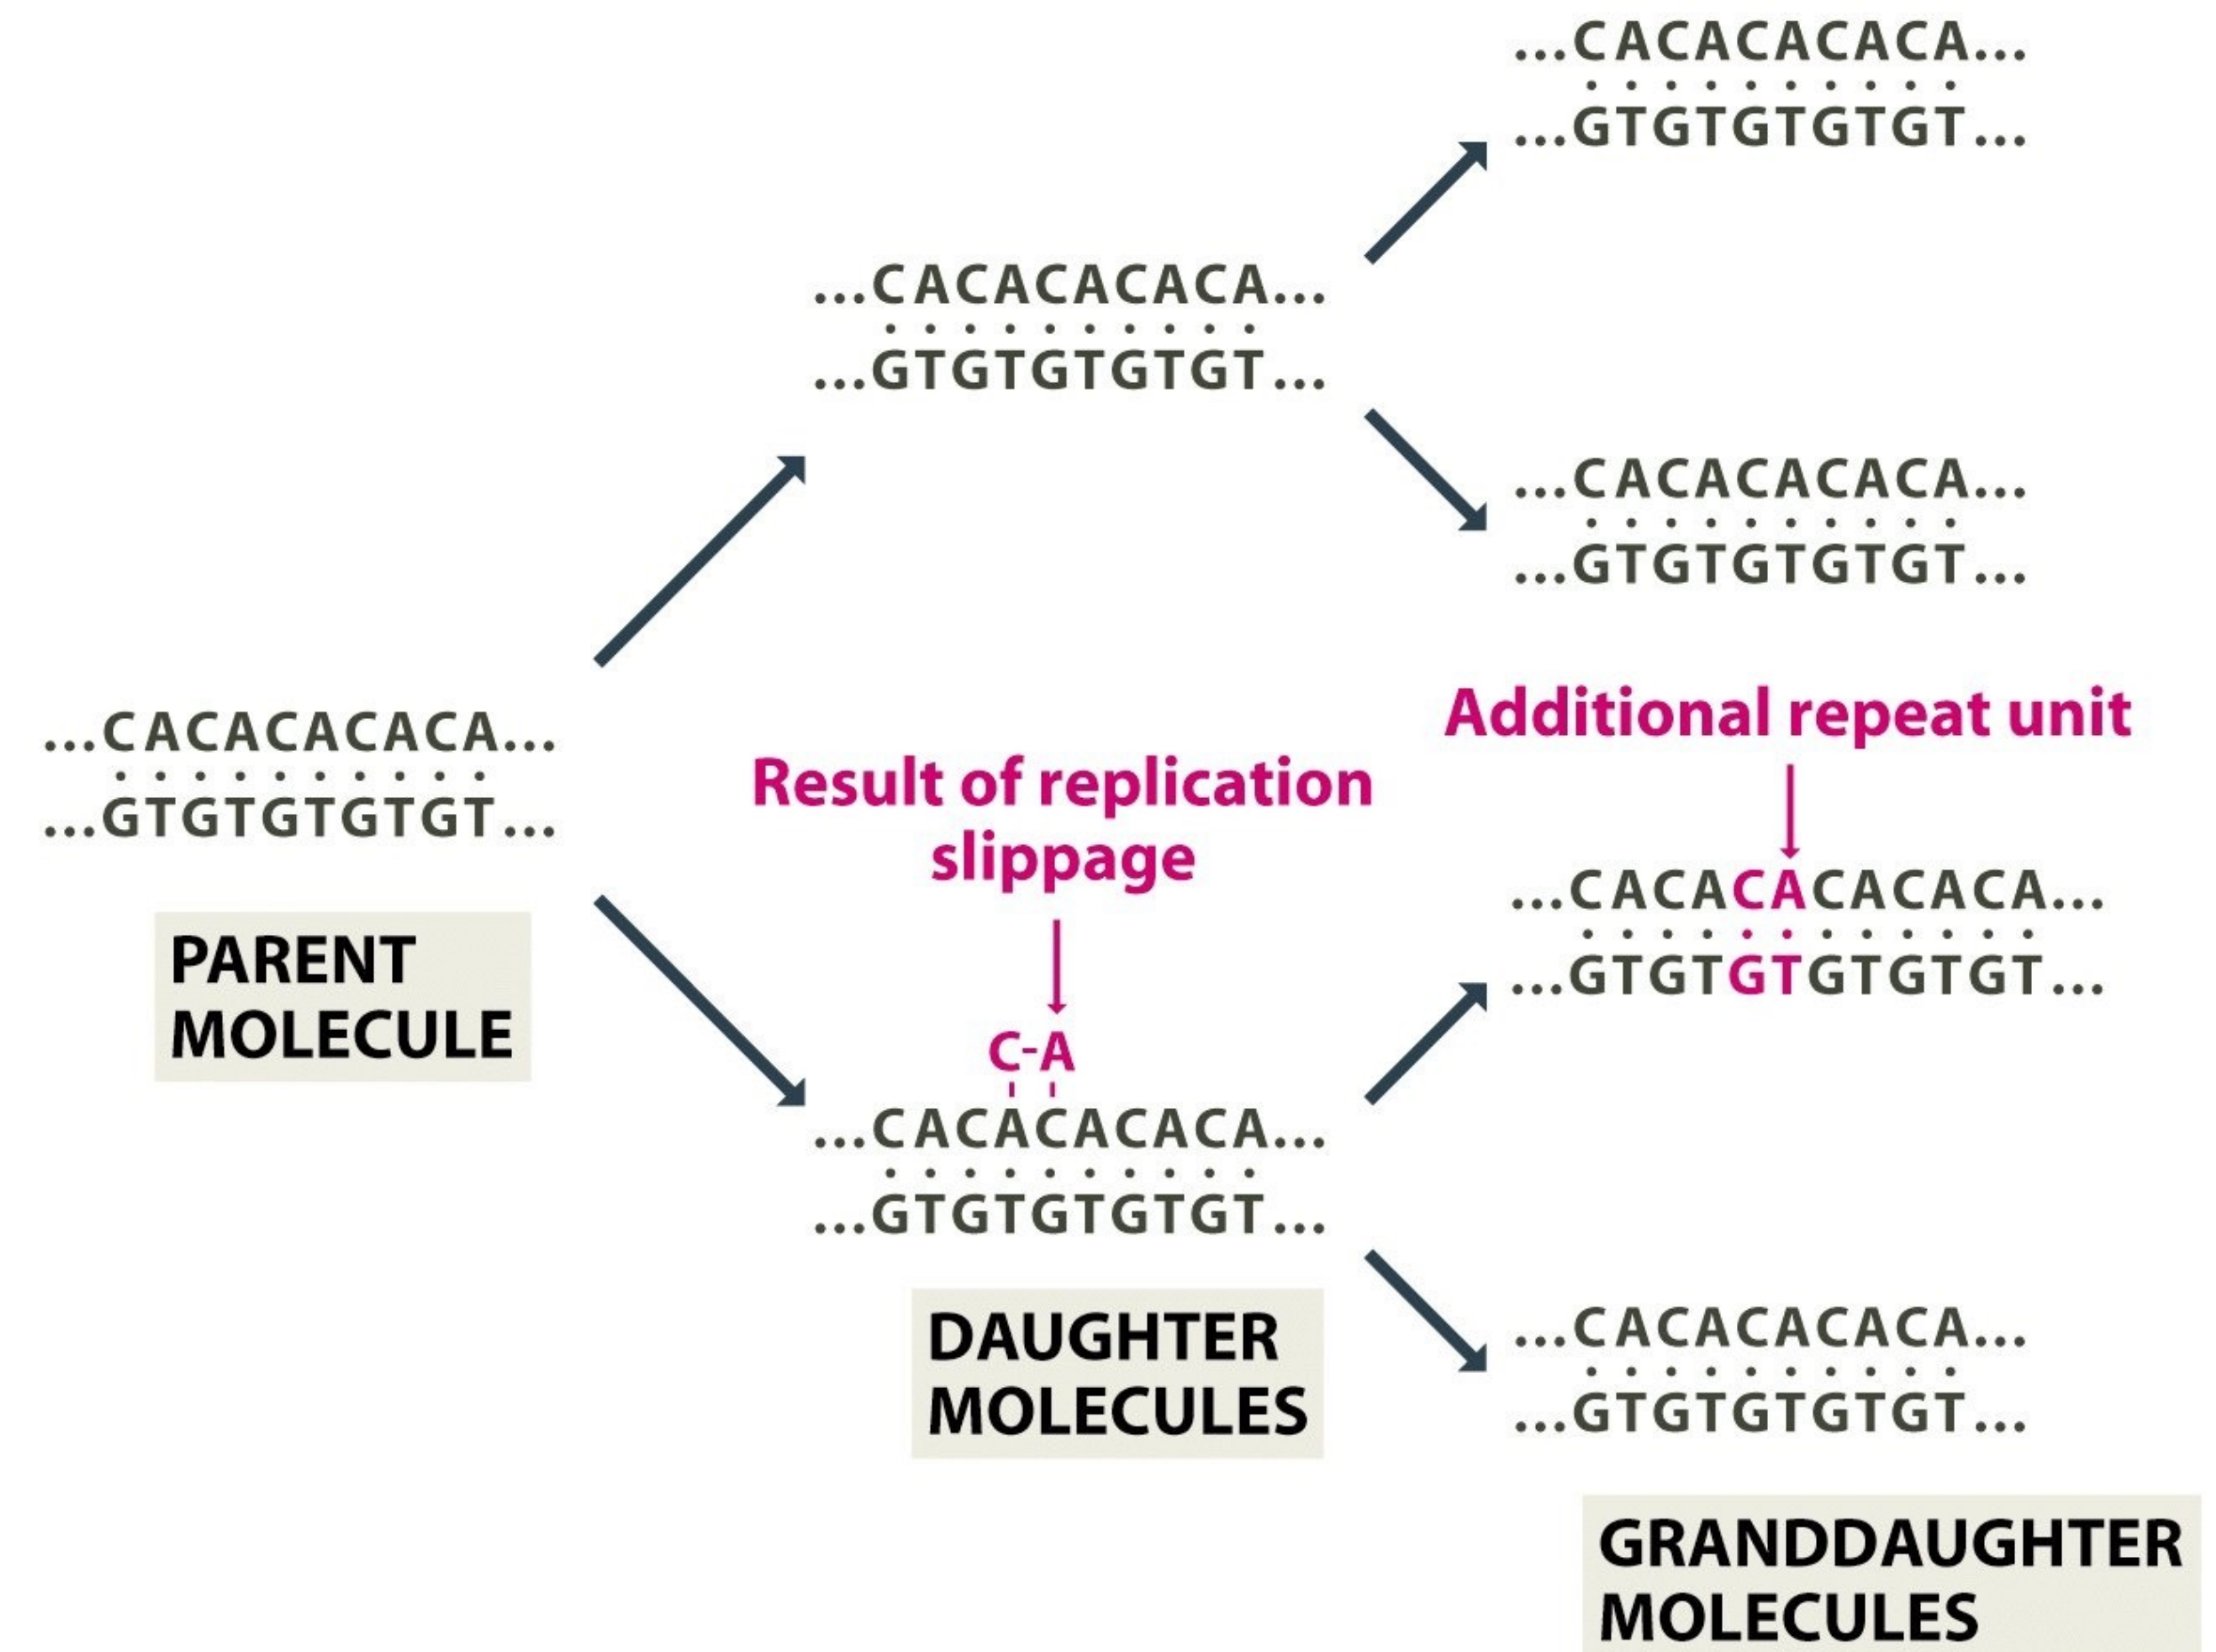 ...CACACACACA...
...GTGTGTGTGT...
...CACACACACA...
...GTGTGTGTGT...
...CACACACACA...
...GTGTGTGTGT...
Additional repeat unit
...CACACACACA...
...GTGTGTGTGT...
Result of replication
slippage
PARENT
MOLECULE
...CACACACACACA...
...GTGTGTGTGTGT...
C-A
...CACACACACA...
...GTGTGTGTGT...
DAUGHTER
MOLECULES
...CACACACACA...
...GTGTGTGTGT...
GRANDDAUGHTER
MOLECULES